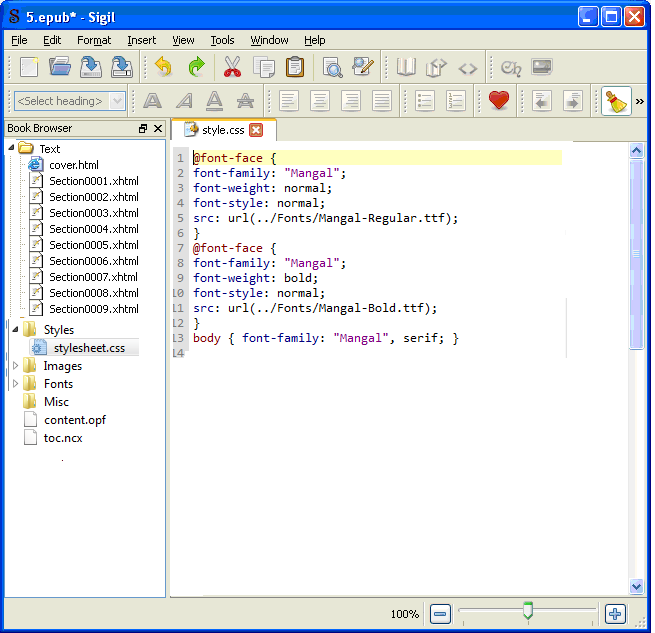 5.epub* - Sigil
File Edit Format Insert View Tools Window Help
<Select heading>
A A A A
Book Browser
style.css
Text
cover.html
Section0001.xhtml
Section0002.xhtml
Section0003.xhtml
Section0004.xhtml
Section0005.xhtml
Section0006.xhtml
Section0007.xhtml
Section0008.xhtml
Section0009.xhtml
Styles
stylesheet.css
Images
Fonts
Misc
content.opf
toc.ncx
1 @font-face {
2 font-family: "Mangal";
3 font-weight: normal;
4 font-style: normal;
5 src: url(../Fonts/Mangal-Regular.ttf);
6 }
7 @font-face {
8 font-family: "Mangal";
9 font-weight: bold;
10 font-style: normal;
11 src: url(../Fonts/Mangal-Bold.ttf);
12 }
13 body { font-family: "Mangal", serif; }
14
100%